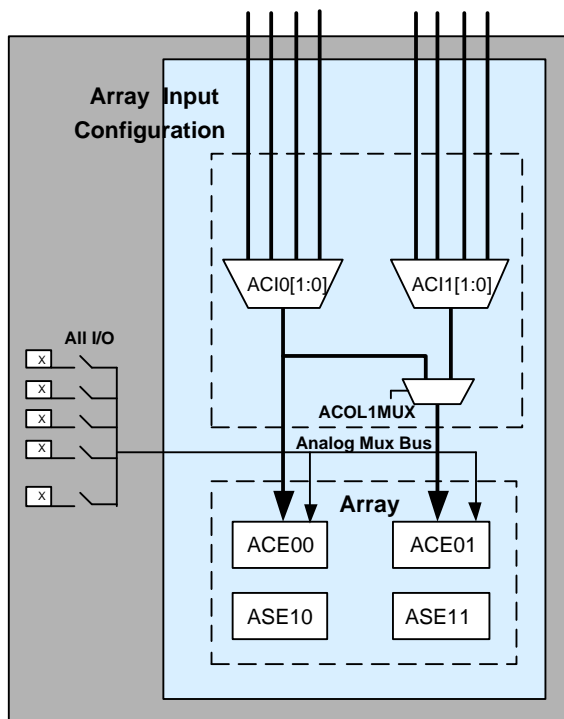 Array Input
Configuration
ACI0[1:0]
ACI1[1:0]
All I/O
X
X
X
X
X
ACOL1MUX
Analog Mux Bus
Array
ACE00
ACE01
ASE10
ASE11